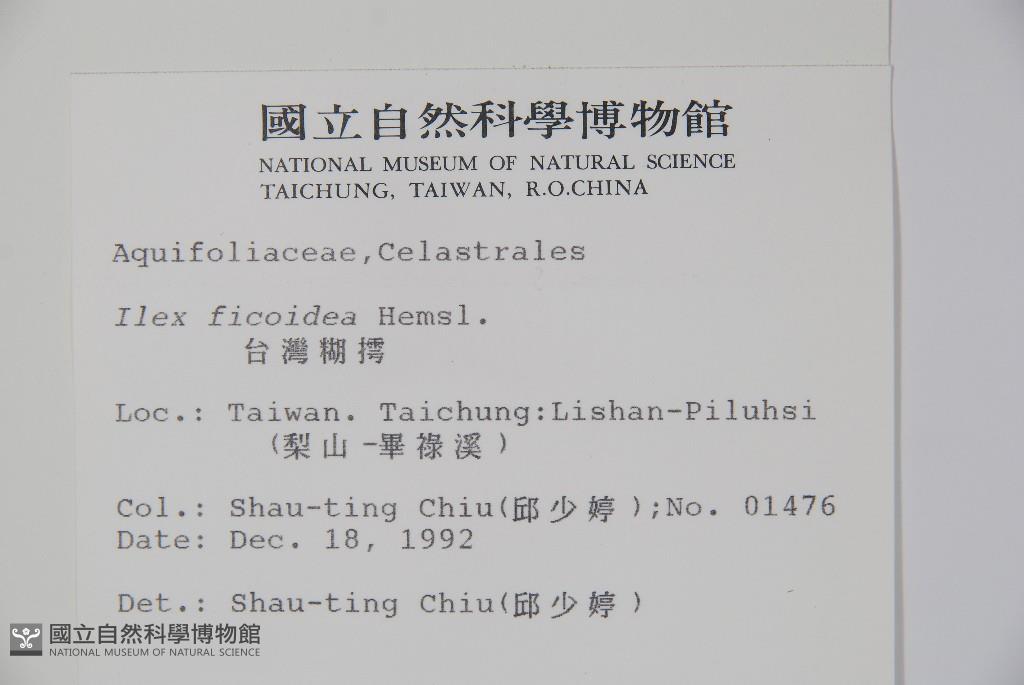 國立自然科學博物館
NATIONAL MUSEUM OF NATURAL SCIENCE
TAICHUNG, TAIWAN, R.O.CHINA
Aquifoliaceae,Celastrales
Ilex ficoidea Hemsl.
台灣糊樗
Loc.: Taiwan. Taichung:Lishan-Piluhsi
(梨山-畢祿溪)
Col.: Shau-ting Chiu(邱少婷);No. 01476
Date: Dec. 18, 1992
Det.: Shau-ting Chiu(邱少婷)
國立自然科學博物館
NATIONAL MUSEUM OF NATURAL SCIENCE